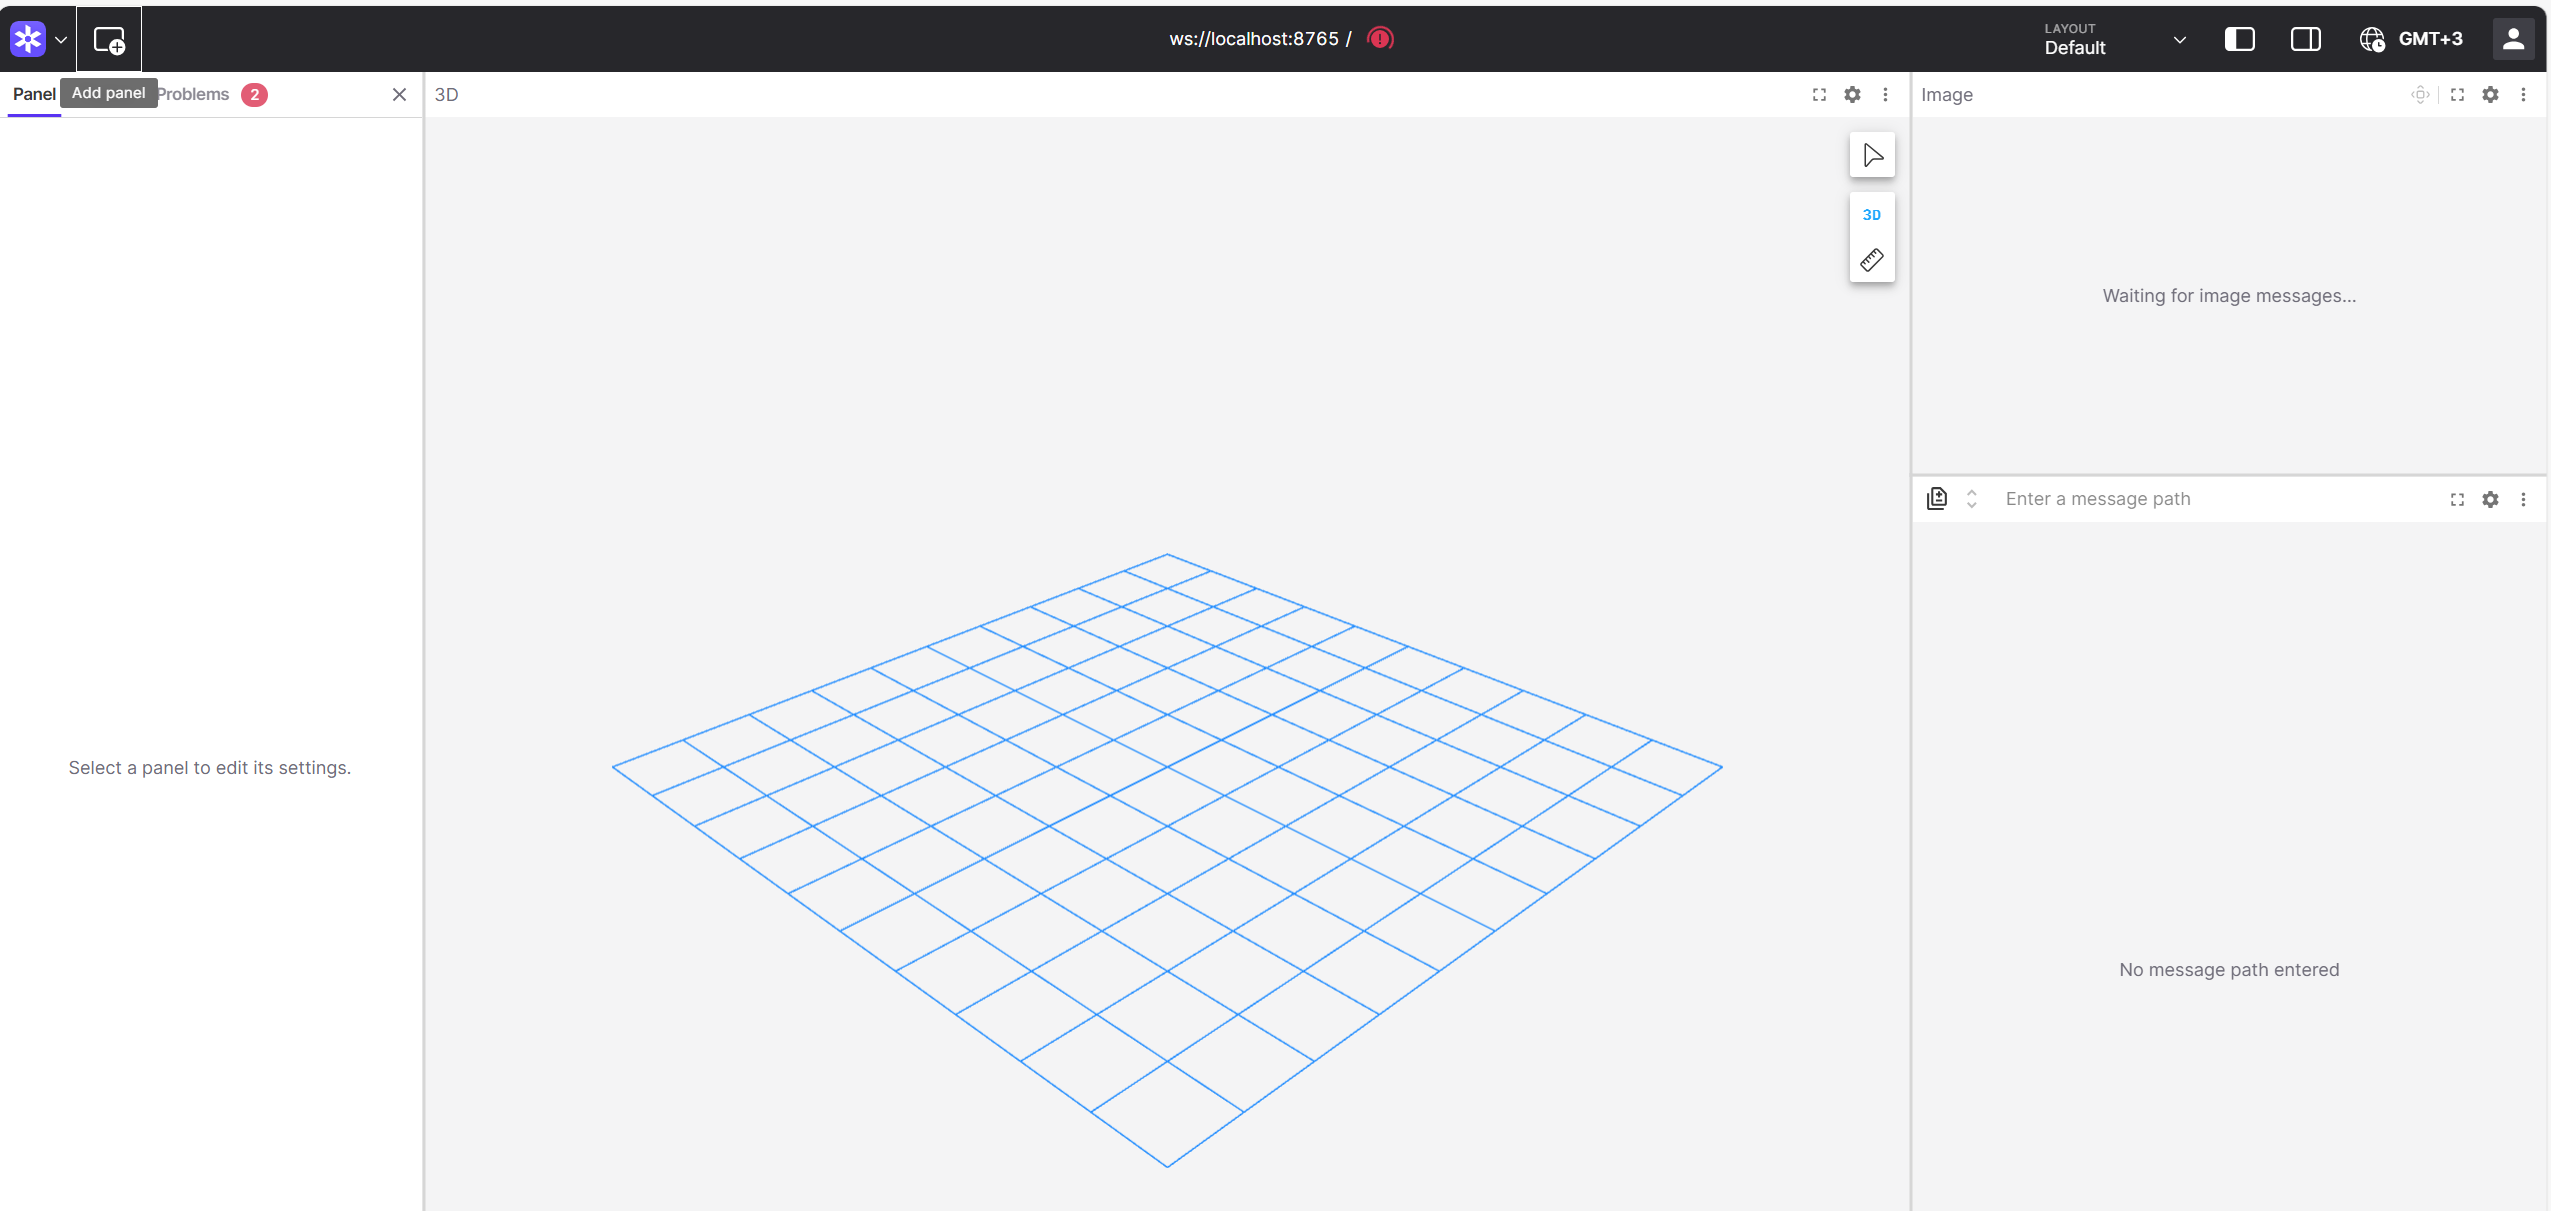 ws://localhost:8765 /
LAYOUT
Default
GMT+3
Panel
Add panel
Problems 2
3D
Image
3D
Waiting for image messages...
Enter a message path
Select a panel to edit its settings.
No message path entered